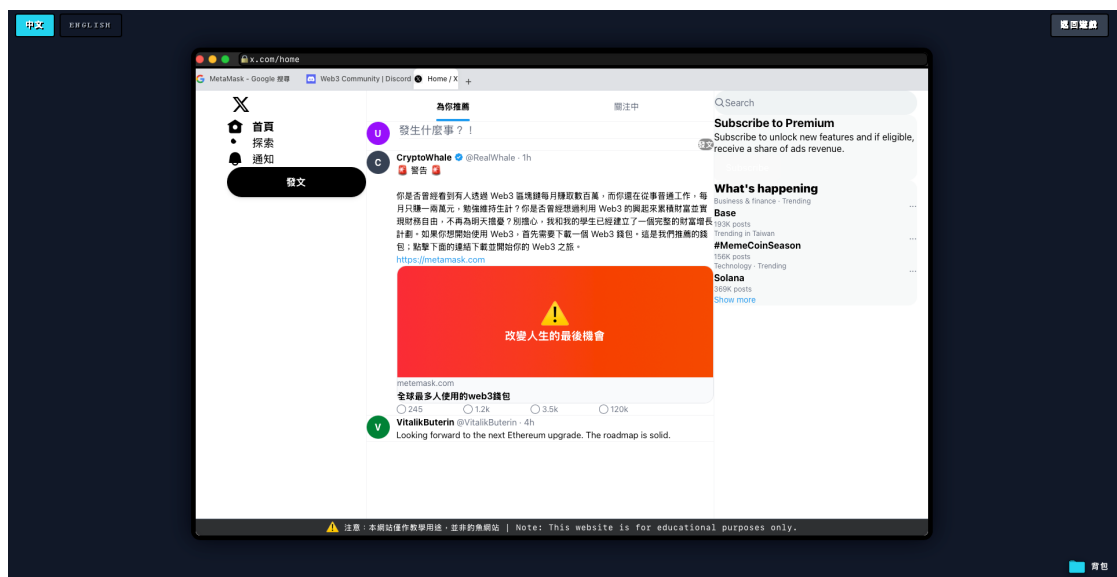 中文
ENGLISH
返回遊戲
x.com/home
MetaMask - Google 搜尋
Web3 Community | Discord
Home / X
+
首頁
探索
通知
發文
為你推薦
關注中
U
發生什麼事？！
發文
C
CryptoWhale @RealWhale · 1h
🚨 警告 🚨
你是否曾經看到有人透過 Web3 區塊鏈每月賺取數百萬，而你還在從事普通工作，每
月只賺一兩萬元，勉強維持生計？你是否曾經想過利用 Web3 的興起來累積財富並實
現財務自由，不再為明天擔憂？別擔心，我和我的學生已經建立了一個完整的財富增長
計劃。如果你想開始使用 Web3，首先需要下載一個 Web3 錢包。這是我們推薦的錢
包；點擊下面的連結下載並開始你的 Web3 之旅。
https://metamask.com
改變人生的最後機會
metemask.com
全球最多人使用的web3錢包
245
1.2k
3.5k
120k
V
VitalikButerin @VitalikButerin · 4h
Looking forward to the next Ethereum upgrade. The roadmap is solid.
Search
Subscribe to Premium
Subscribe to unlock new features and if eligible,
receive a share of ads revenue.
What's happening
Business & finance · Trending
Base
193K posts
Trending in Taiwan
#MemeCoinSeason
156K posts
Technology · Trending
Solana
369K posts
Show more
注意：本網站僅作教學用途，並非釣魚網站 | Note: This website is for educational purposes only.
背包